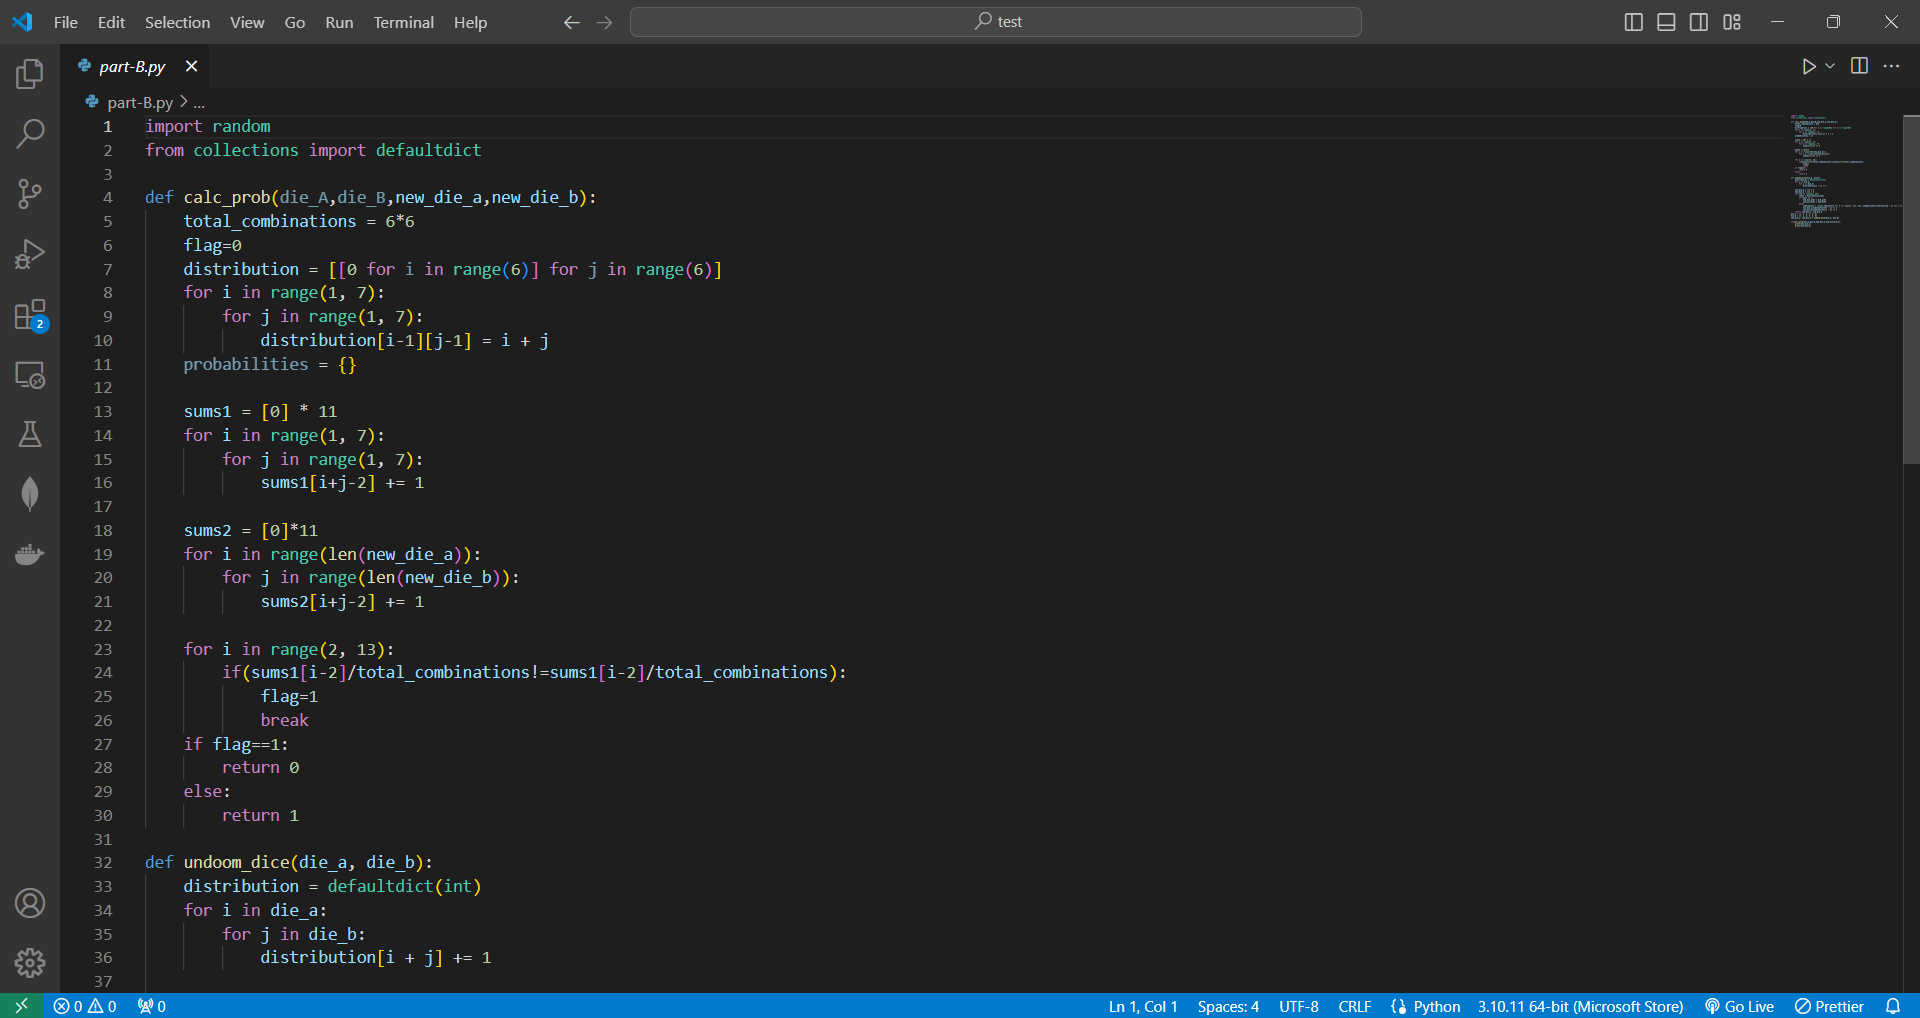 File Edit Selection View Go Run Terminal Help
test
part-B.py
part-B.py > ...
1 import random
2 from collections import defaultdict
3
4 def calc_prob(die_A,die_B,new_die_a,new_die_b):
5     total_combinations = 6*6
6     flag=0
7     distribution = [[0 for i in range(6)] for j in range(6)]
8     for i in range(1, 7):
9         for j in range(1, 7):
10             distribution[i-1][j-1] = i + j
11     probabilities = {}
12
13     sums1 = [0] * 11
14     for i in range(1, 7):
15         for j in range(1, 7):
16             sums1[i+j-2] += 1
17
18     sums2 = [0]*11
19     for i in range(len(new_die_a)):
20         for j in range(len(new_die_b)):
21             sums2[i+j-2] += 1
22
23     for i in range(2, 13):
24         if(sums1[i-2]/total_combinations!=sums1[i-2]/total_combinations):
25             flag=1
26             break
27     if flag==1:
28         return 0
29     else:
30         return 1
31
32 def undoom_dice(die_a, die_b):
33     distribution = defaultdict(int)
34     for i in die_a:
35         for j in die_b:
36             distribution[i + j] += 1
37
2
0 0 0 Ln 1, Col 1 Spaces: 4 UTF-8 CRLF Python 3.10.11 64-bit (Microsoft Store) Go Live Prettier